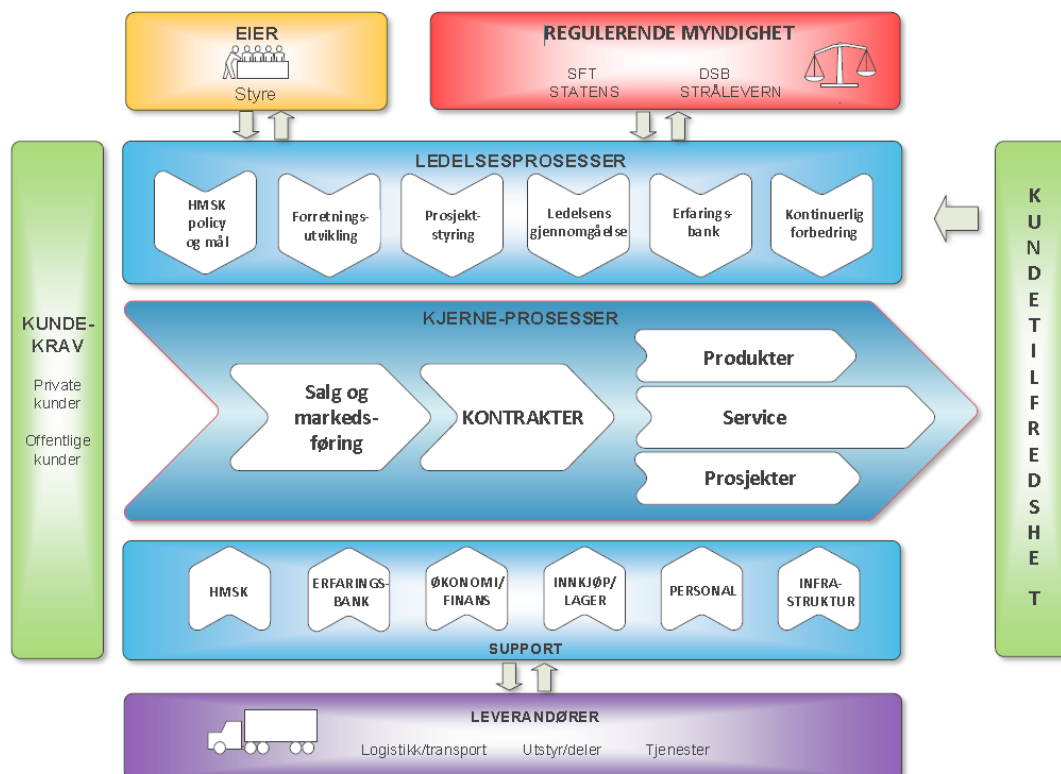 EIER
Styre
REGULERENDE MYNDIGHET
SFT
STATENS
DSB
STRÅLEVERN
KUNDE-
KRAV
Private
kunder
Offentlige
kunder
LEDELSESPROSESSER
HMSK
policy
og mål
Forretnings-
utvikling
Prosjekt-
styring
Ledelsens
gjennomgåelse
Erfarings-
bank
Kontinuerlig
forbedring
KJERNE-PROSESSER
Salg og
markeds-
føring
KONTRAKTER
Produkter
Service
Prosjekter
HMSK
ERFARINGS-
BANK
ØKONOMI/
FINANS
INNKJØP/
LAGER
PERSONAL
INFRA-
STRUKTUR
SUPPORT
LEVERANDØRER
Logistikk/transport Utstyr/deler Tjenester
K
U
N
D
E
T
I
L
F
R
E
D
S
H
E
T